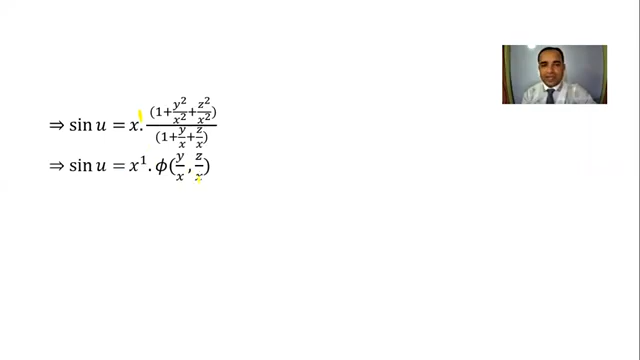 ⇒ sin u = x. (1+y²/x²+z²/x²)/(1+y/x+z/x)
⇒ sin u = x¹. ϕ(y/x, z/x)